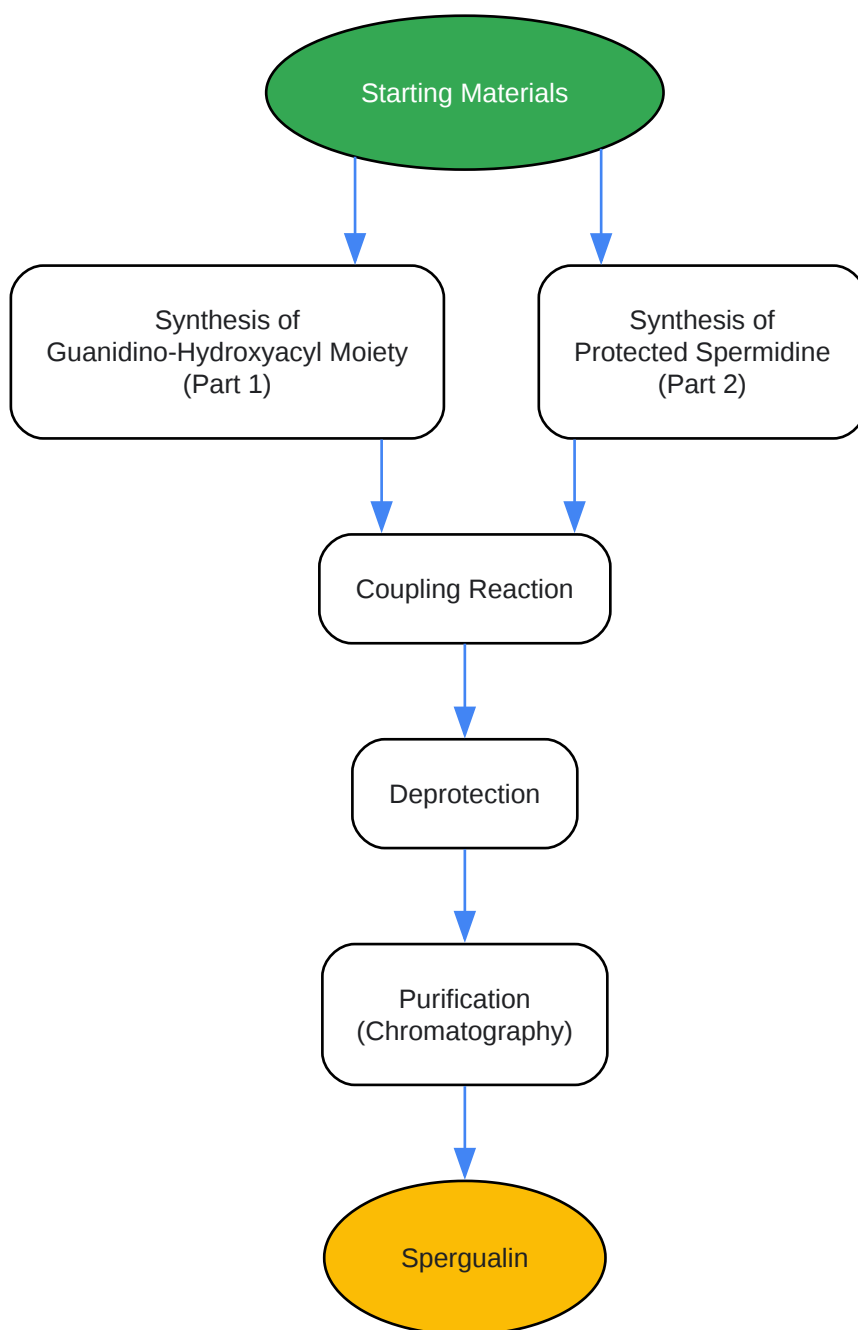 Starting Materials
Synthesis of
Guanidino-Hydroxyacyl Moiety
(Part 1)
Synthesis of
Protected Spermidine
(Part 2)
Coupling Reaction
Deprotection
Purification
(Chromatography)
Spergualin